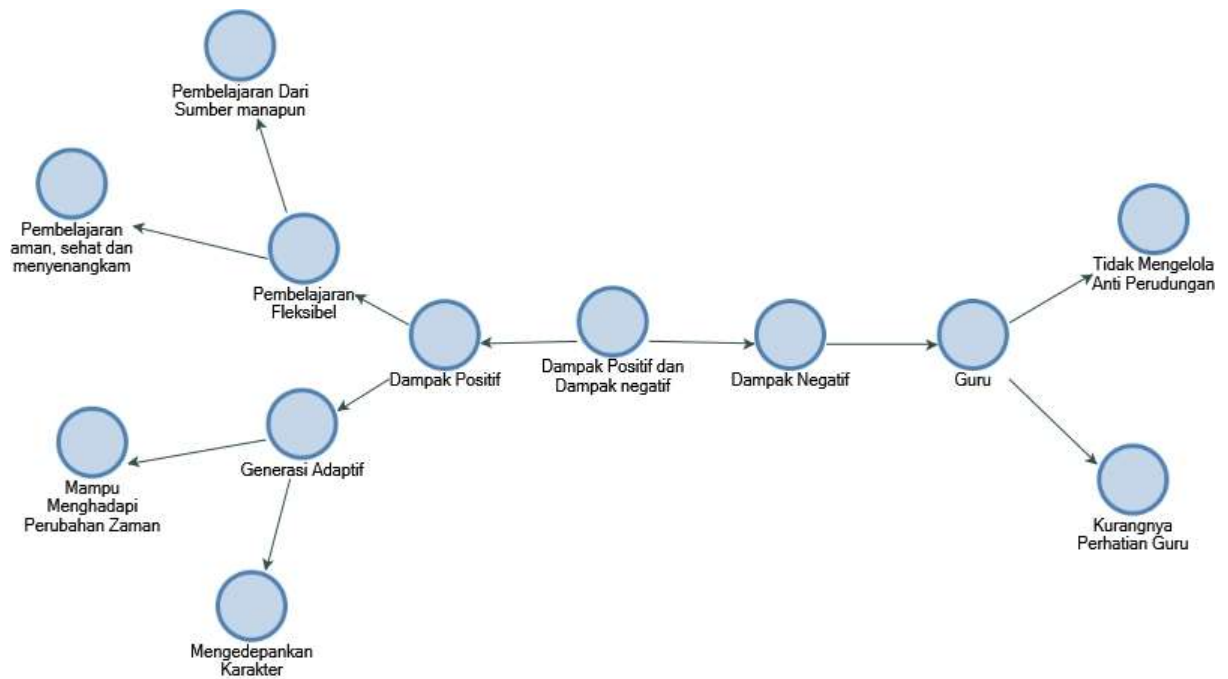 Pembelajaran Dari
Sumber manapun
Pembelajaran
aman, sehat dan
menyenangkam
Pembelajaran
Fleksibel
Dampak Positif
Dampak Positif dan
Dampak negatif
Dampak Negatif
Guru
Tidak Mengelola
Anti Perudungan
Generasi Adaptif
Mampu
Menghadapi
Perubahan Zaman
Kurangnya
Perhatian Guru
Mengedepankan
Karakter